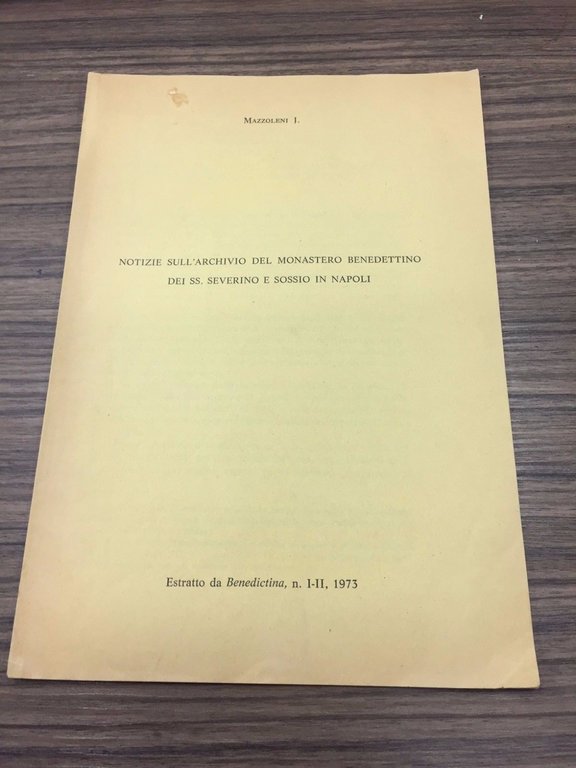 Mazzoleni J.
NOTIZIE SULL'ARCHIVIO DEL MONASTERO BENEDETTINO
DEI SS. SEVERINO E SOSSIO IN NAPOLI
Estratto da Benedictina, n. I-II, 1973